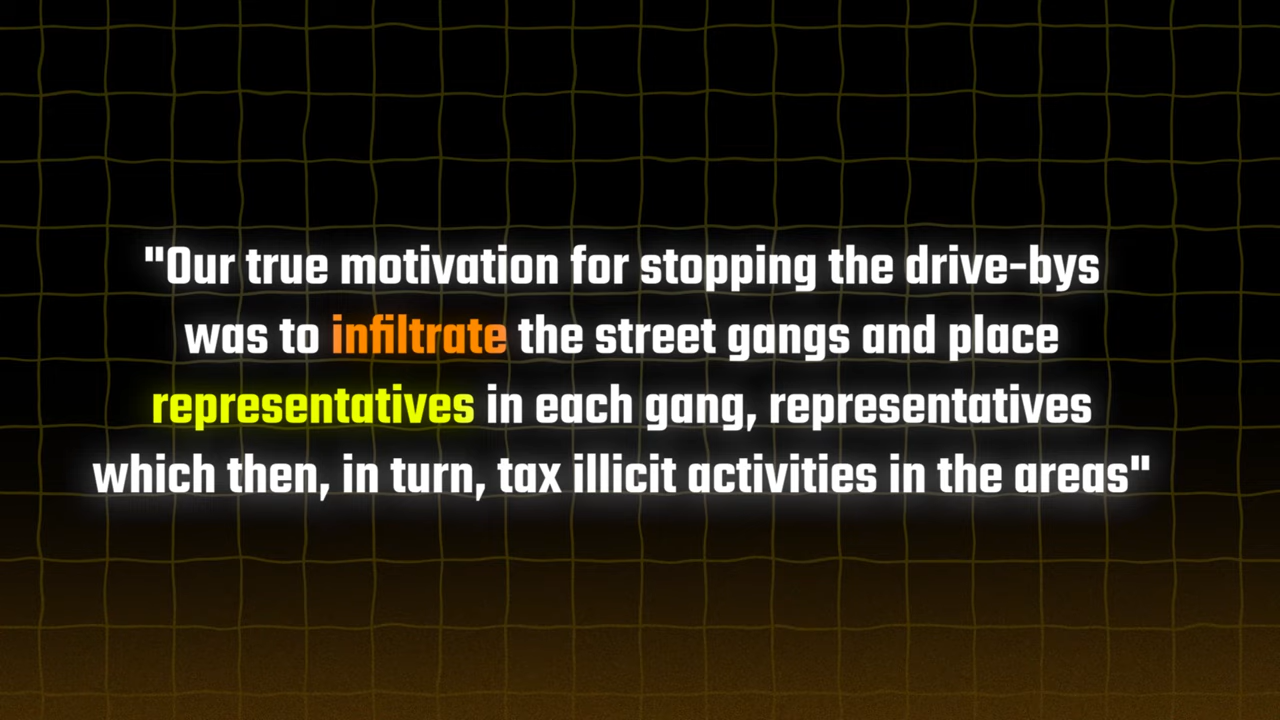 "Our true motivation for stopping the drive-bys
was to infiltrate the street gangs and place
representatives in each gang, representatives
which then, in turn, tax illicit activities in the areas"